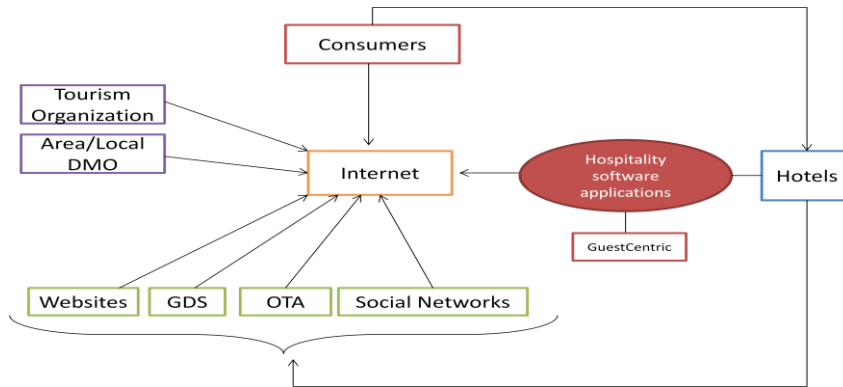 Consumers
Tourism
Organization
Area/Local
DMO
Internet
Hospitality
software
applications
Hotels
GuestCentric
Websites
GDS
OTA
Social Networks